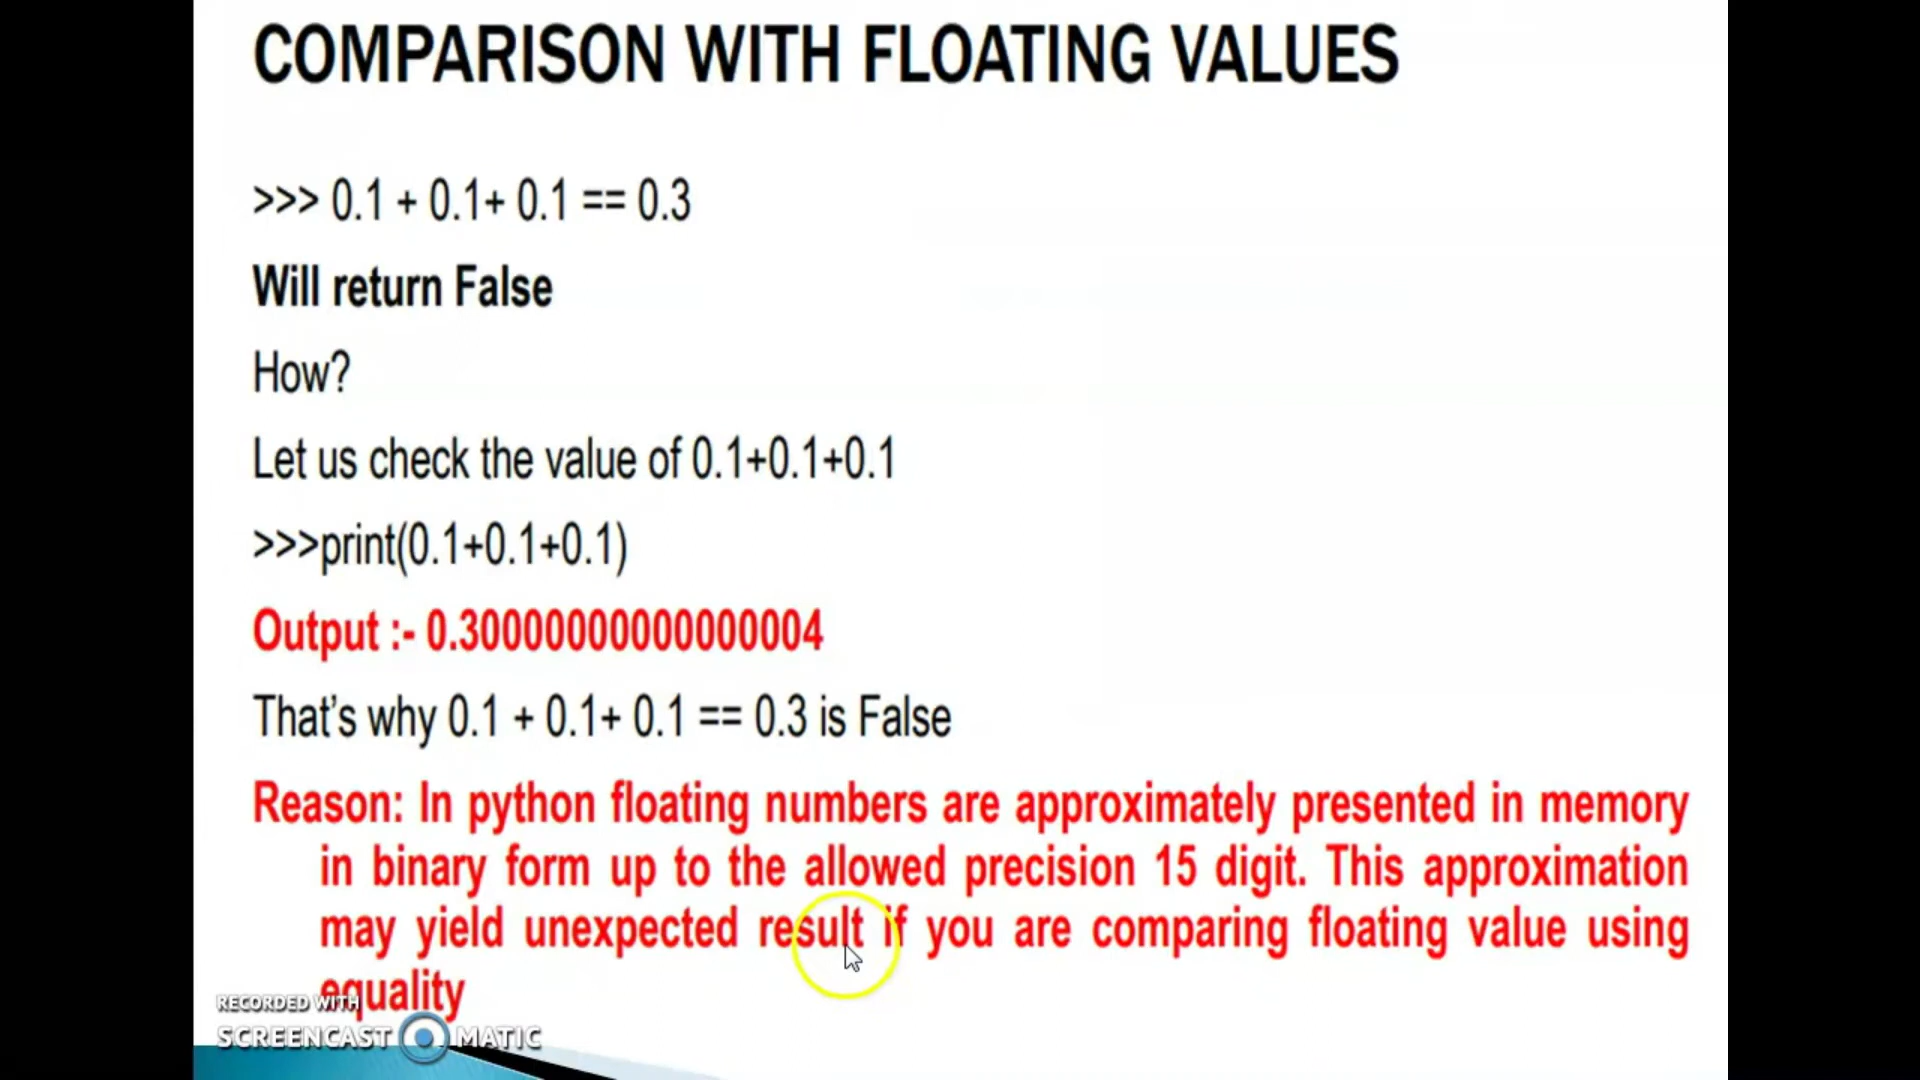 COMPARISON WITH FLOATING VALUES
>>> 0.1 + 0.1+ 0.1 == 0.3
Will return False
How?
Let us check the value of 0.1+0.1+0.1
>>>print(0.1+0.1+0.1)
Output :- 0.30000000000000004
That's why 0.1 + 0.1+ 0.1 == 0.3 is False
Reason: In python floating numbers are approximately presented in memory
in binary form up to the allowed precision 15 digit. This approximation
may yield unexpected result if you are comparing floating value using
equality
RECORDED WITH
SCREENCAST MATIC